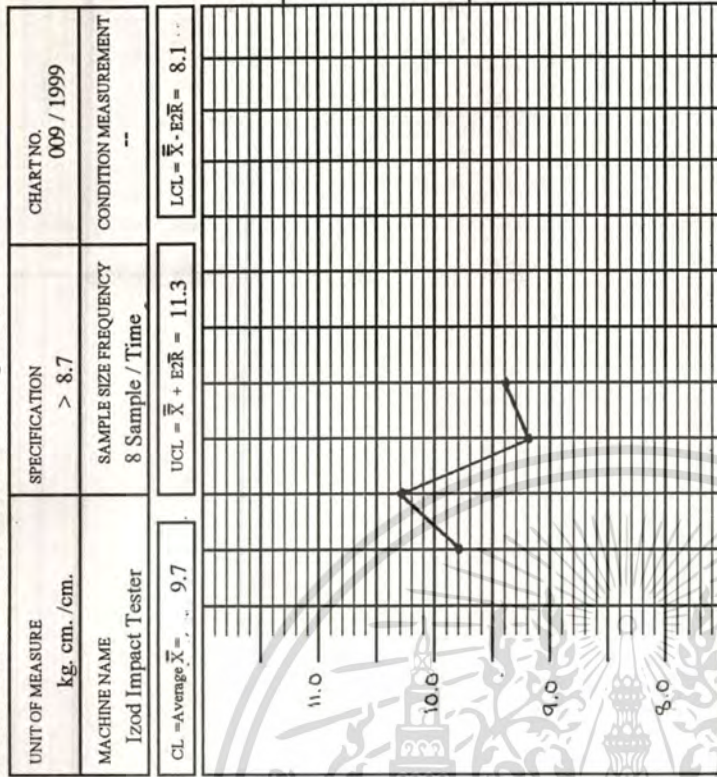 UNIT OF MEASURE
kg. cm. /cm.
SPECIFICATION
> 8.7
CHART NO.
009 / 1999
MACHINE NAME
Izod Impact Tester
SAMPLE SIZE FREQUENCY
8 Sample / Time
CONDITION MEASUREMENT
--
CL =Average X̿ = 9.7
UCL = X̿ + E2R̅ = 11.3
LCL = X̿ - E2R̅ = 8.1
11.0
10.0
9.0
8.0